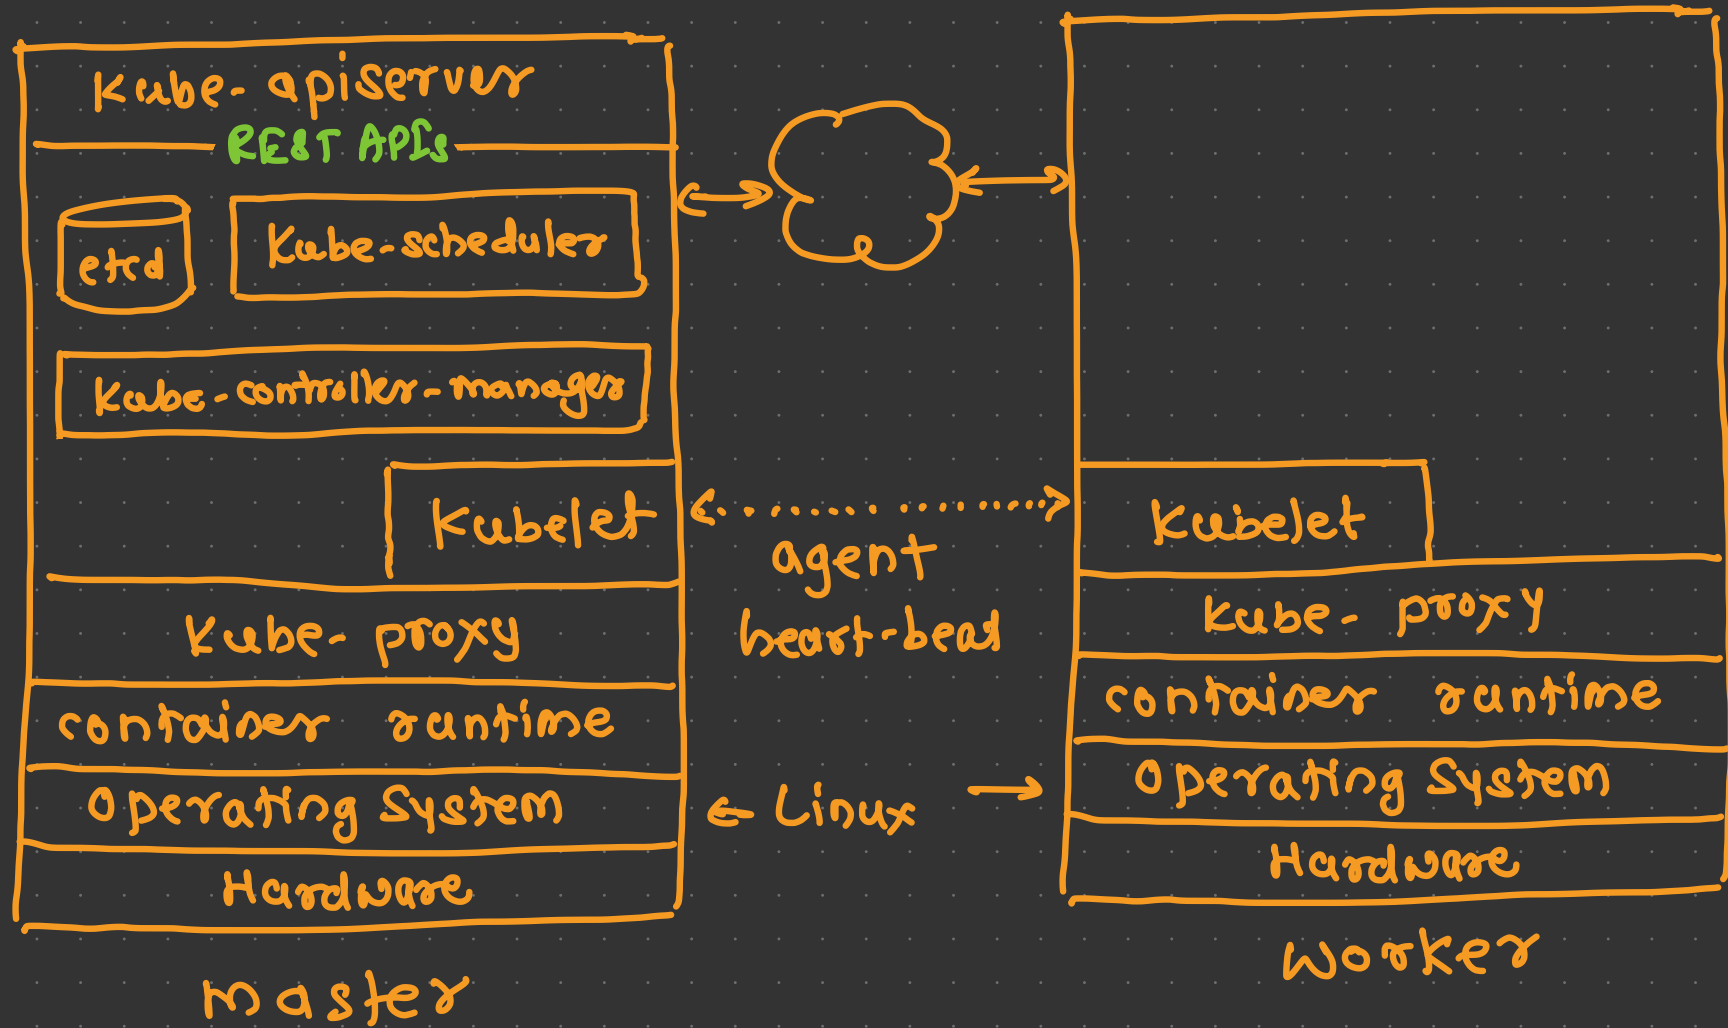 Kube-apiserver
REST APIs
etcd
Kube-scheduler
Kube-controller-manager
Kubelet
Kube-proxy
container runtime
Operating System
Hardware
master
agent
heart-beat
Linux
Kubelet
Kube-proxy
container runtime
Operating System
Hardware
worker